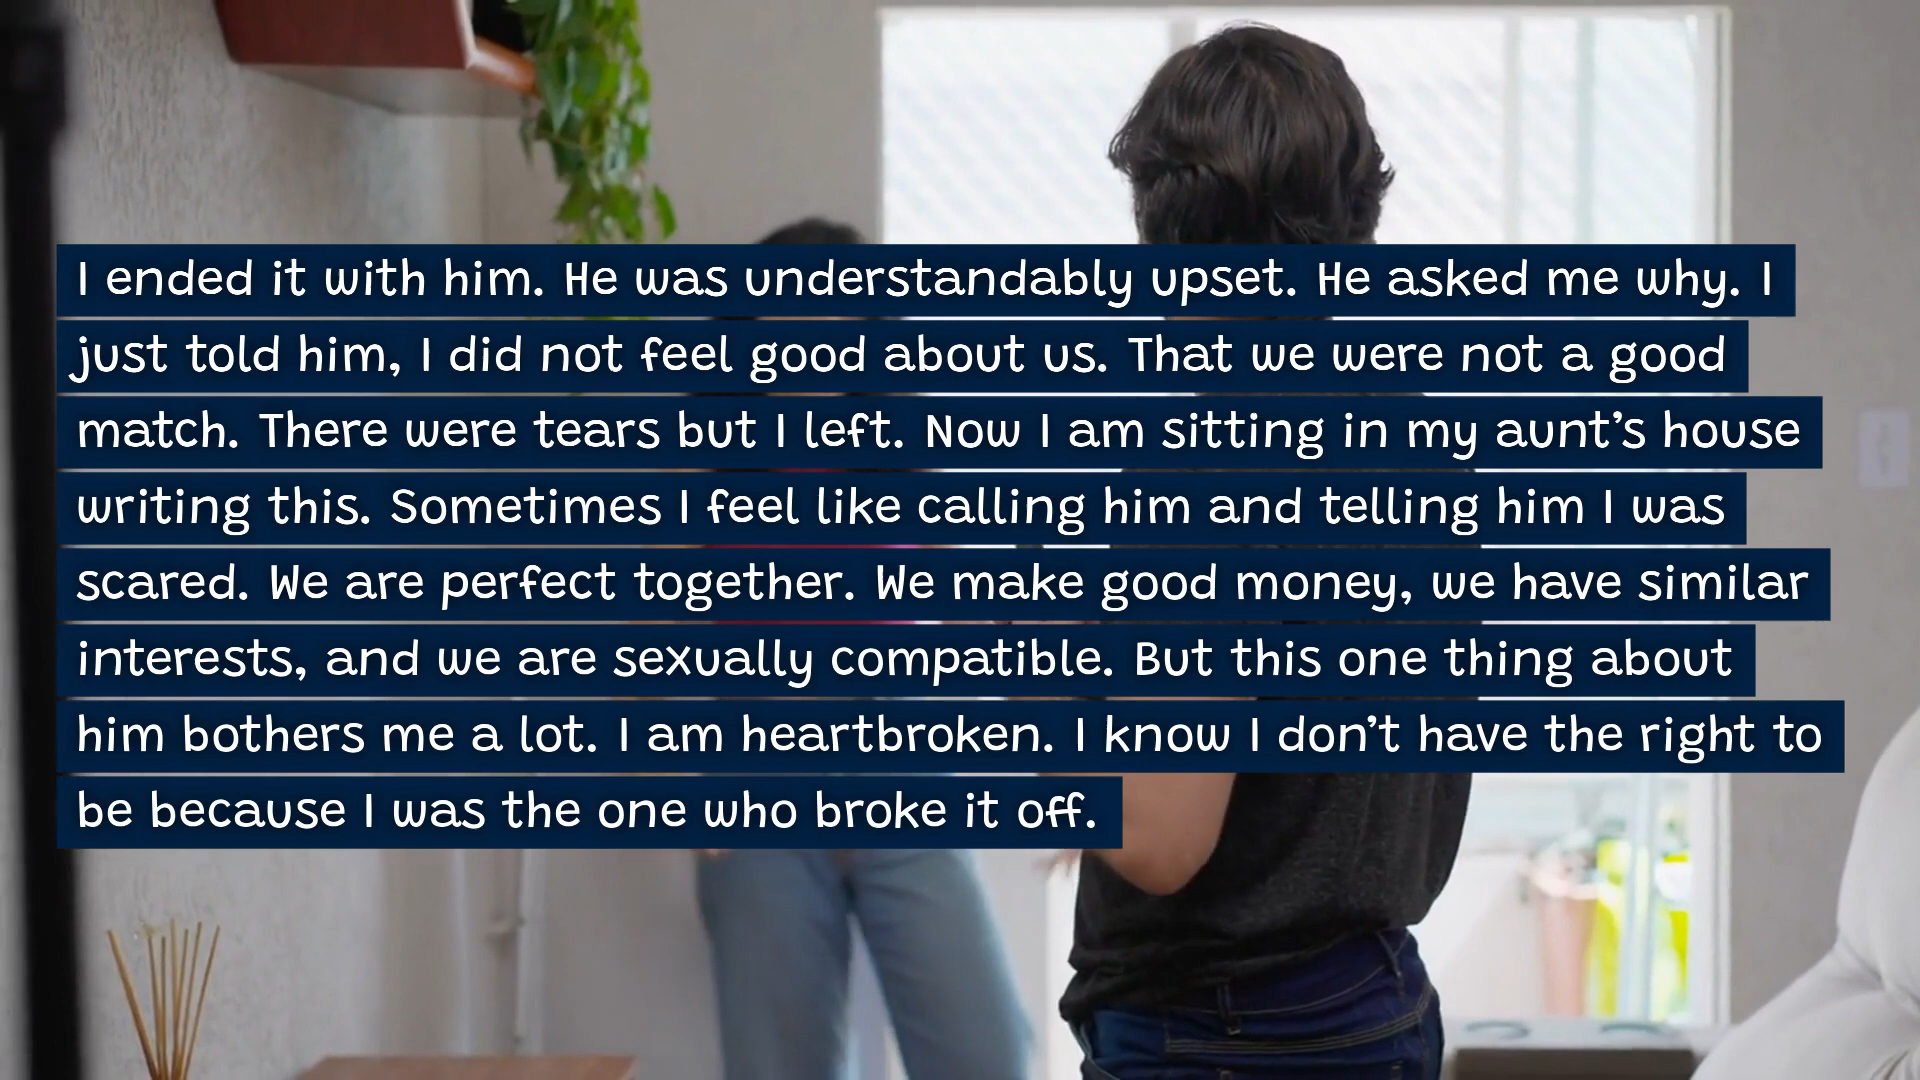 I ended it with him. He was understandably upset. He asked me why. I
just told him, I did not feel good about us. That we were not a good
match. There were tears but I left. Now I am sitting in my aunt’s house
writing this. Sometimes I feel like calling him and telling him I was
scared. We are perfect together. We make good money, we have similar
interests, and we are sexually compatible. But this one thing about
him bothers me a lot. I am heartbroken. I know I don’t have the right to
be because I was the one who broke it off.